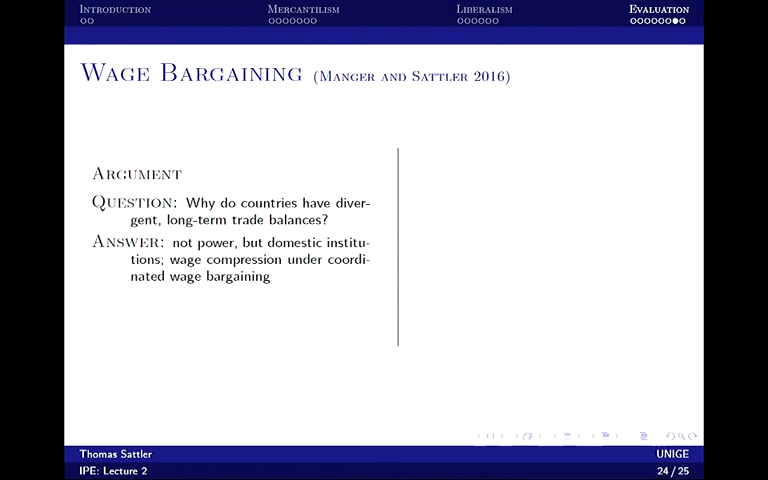 Introduction Mercantilism Liberalism Evaluation
Wage Bargaining (Manger and Sattler 2016)
Argument
Question: Why do countries have diver-
gent, long-term trade balances?
Answer: not power, but domestic institu-
tions; wage compression under coordi-
nated wage bargaining
Thomas Sattler UNIGE
IPE: Lecture 2 24 / 25